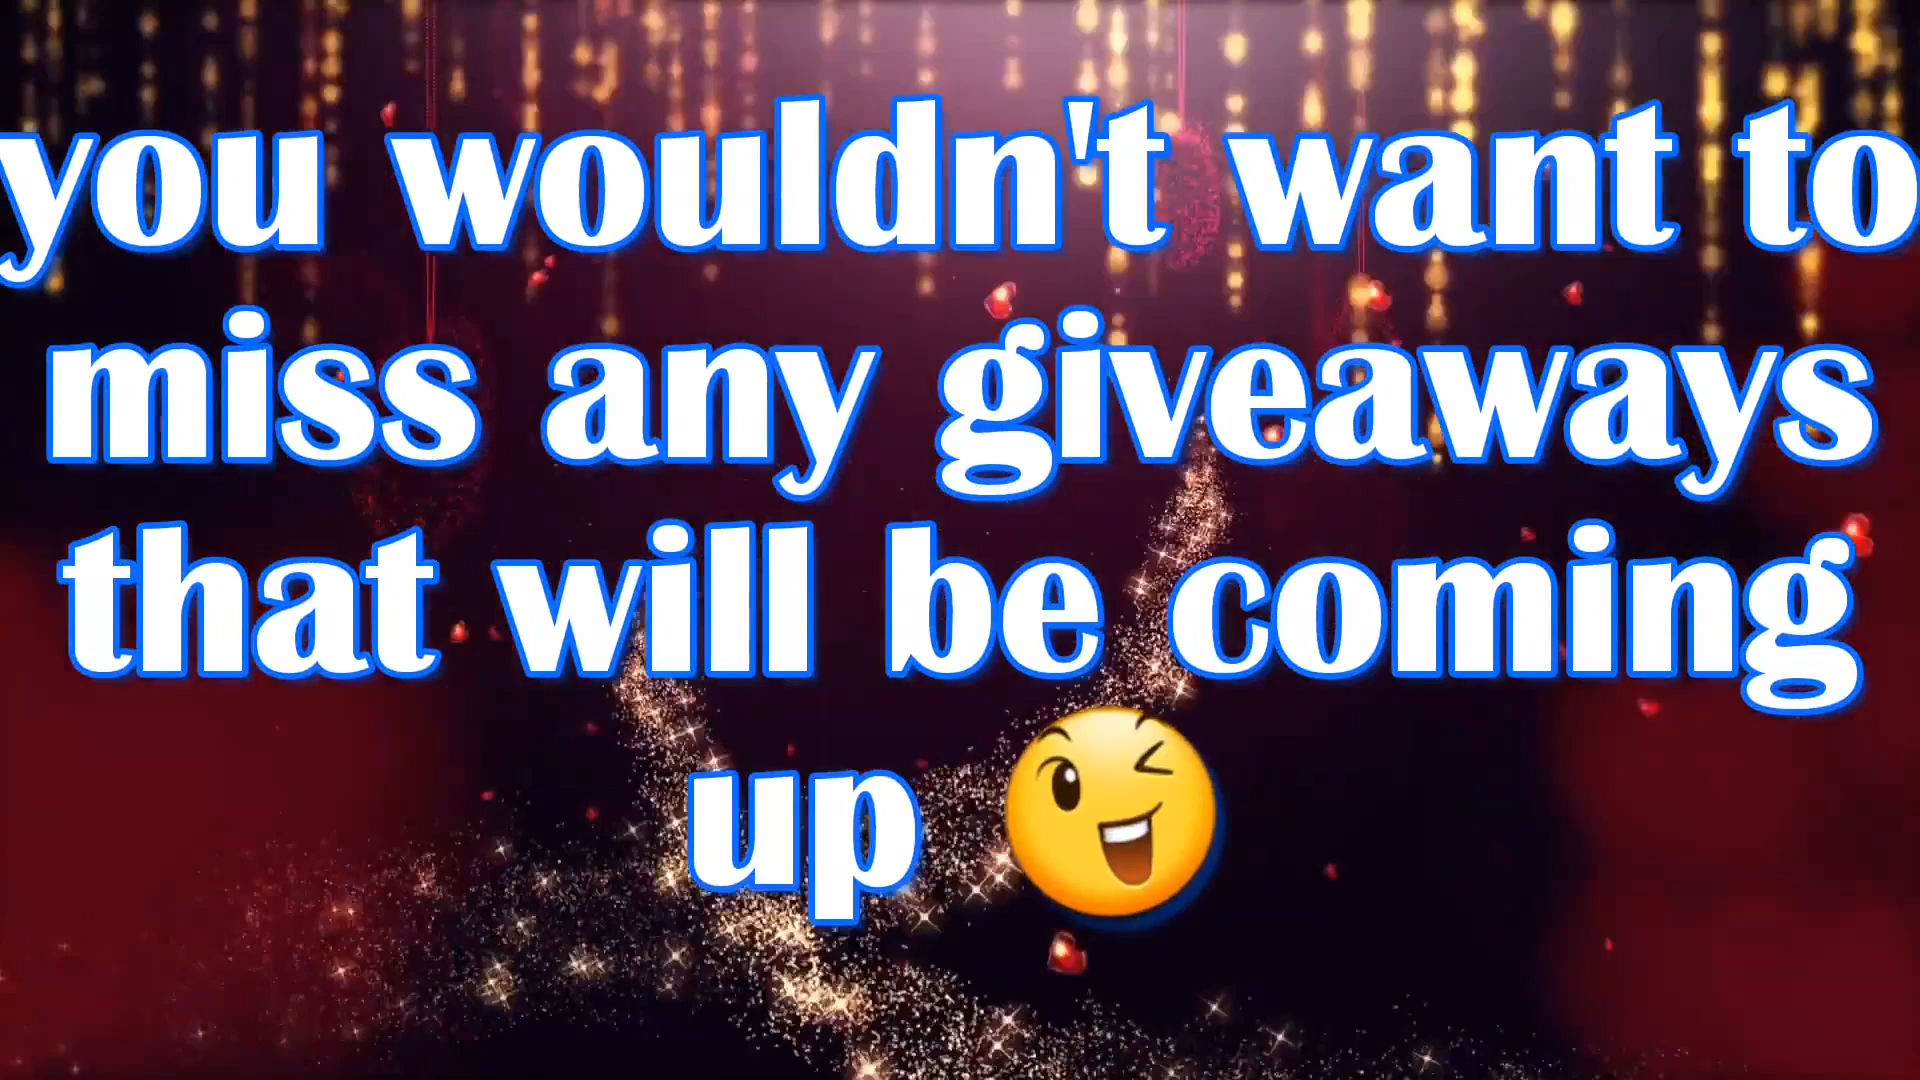 you wouldn't want to
miss any giveaways
that will be coming
up 😉